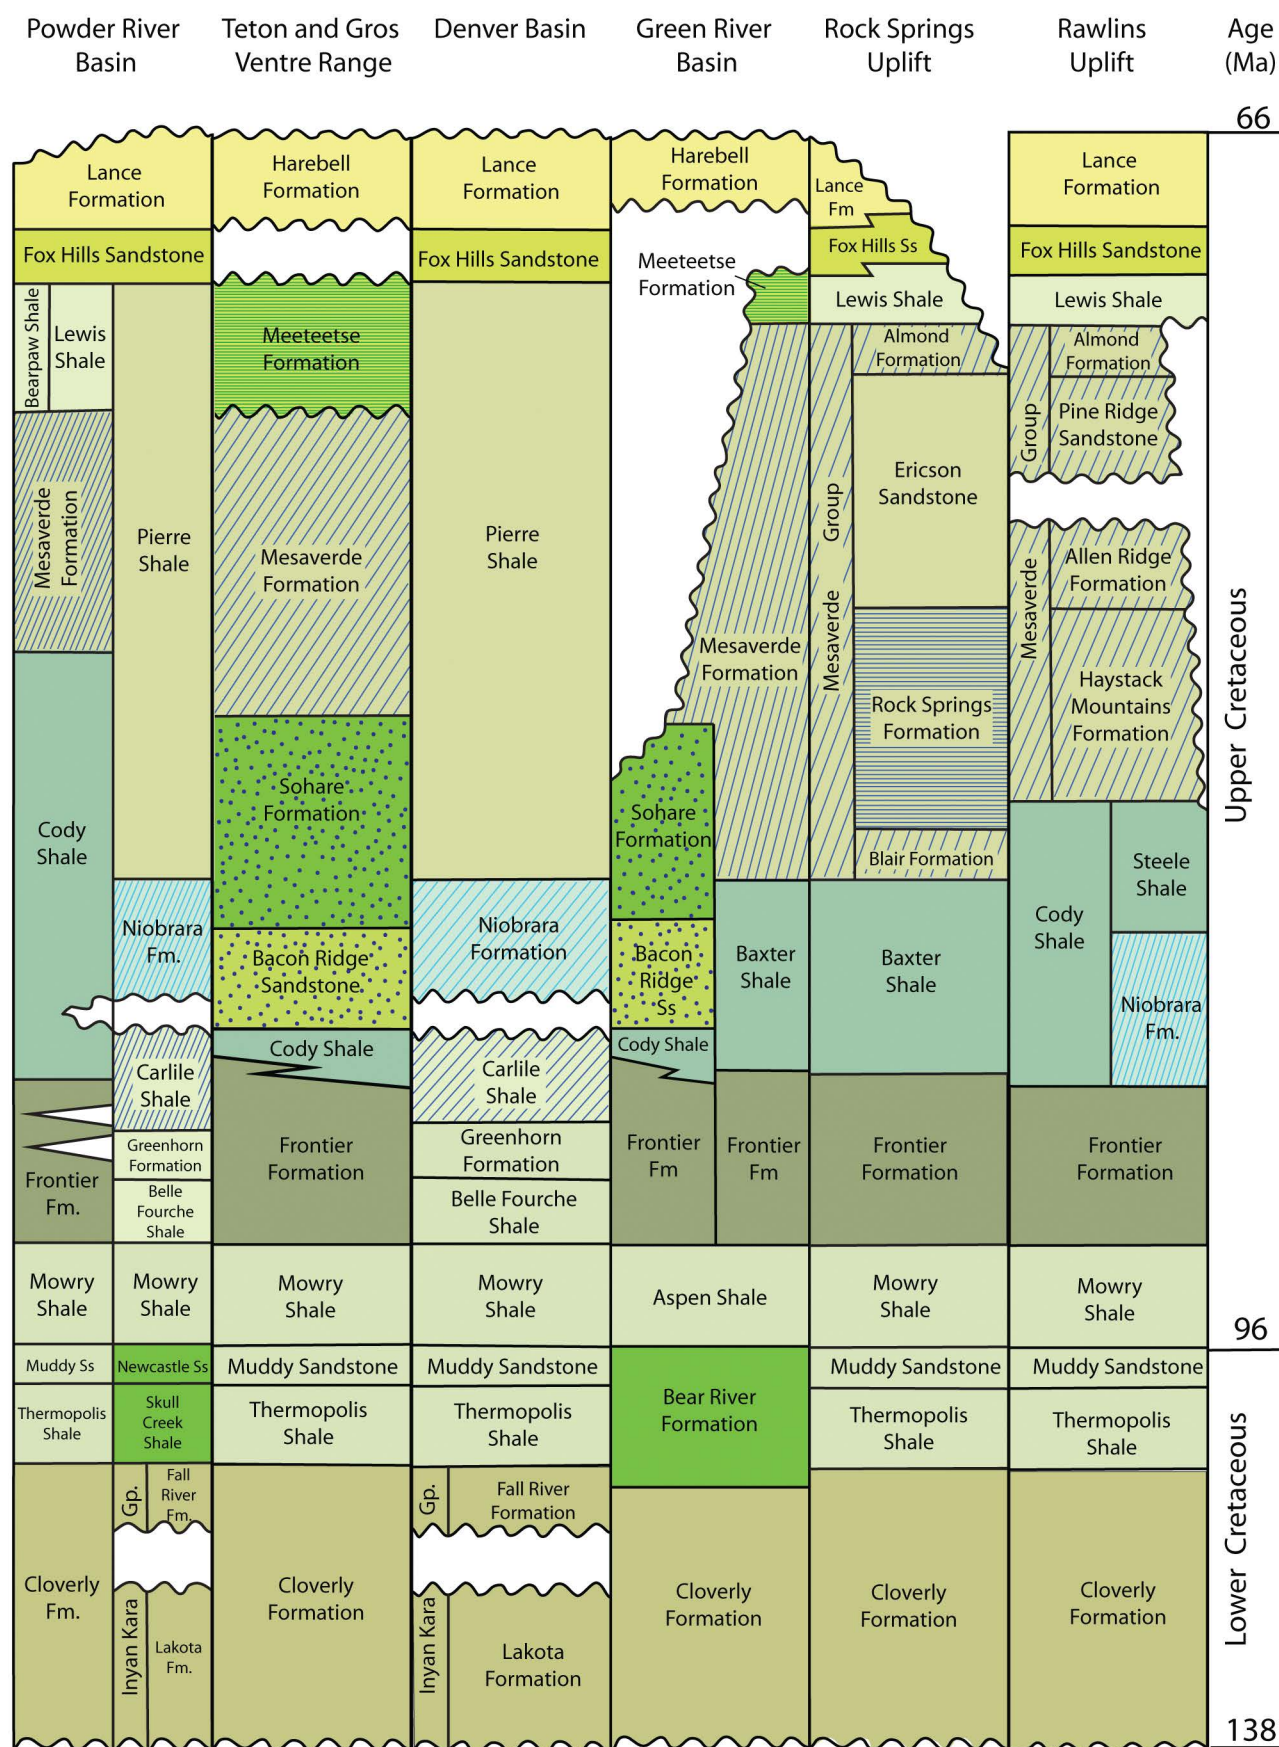 Powder River
Basin
Teton and Gros
Ventre Range
Denver Basin
Green River
Basin
Rock Springs
Uplift
Rawlins
Uplift
Age
(Ma)
66
Lance
Formation
Fox Hills Sandstone
Bearpaw Shale
Lewis
Shale
Mesaverde
Formation
Pierre
Shale
Cody
Shale
Niobrara
Fm.
Carlile
Shale
Greenhorn
Formation
Belle
Fourche
Shale
Frontier
Fm.
Mowry
Shale
Mowry
Shale
Muddy Ss
Newcastle Ss
Thermopolis
Shale
Skull
Creek
Shale
Cloverly
Fm.
Gp.
Fall
River
Fm.
Inyan Kara
Lakota
Fm.
Harebell
Formation
Meeteetse
Formation
Mesaverde
Formation
Sohare
Formation
Bacon Ridge
Sandstone
Cody Shale
Frontier
Formation
Mowry
Shale
Muddy Sandstone
Thermopolis
Shale
Cloverly
Formation
Lance
Formation
Fox Hills Sandstone
Pierre
Shale
Niobrara
Formation
Carlile
Shale
Greenhorn
Formation
Belle Fourche
Shale
Mowry
Shale
Muddy Sandstone
Thermopolis
Shale
Gp.
Fall River
Formation
Inyan Kara
Lakota
Formation
Harebell
Formation
Meeteetse
Formation
Mesaverde
Formation
Sohare
Formation
Bacon
Ridge
Ss
Baxter
Shale
Cody Shale
Frontier
Fm
Frontier
Fm
Aspen Shale
Bear River
Formation
Cloverly
Formation
Lance
Fm
Fox Hills Ss
Lewis Shale
Almond
Formation
Group
Mesaverde
Ericson
Sandstone
Rock Springs
Formation
Blair Formation
Baxter
Shale
Frontier
Formation
Mowry
Shale
Muddy Sandstone
Thermopolis
Shale
Cloverly
Formation
Lance
Formation
Fox Hills Sandstone
Lewis Shale
Almond
Formation
Group
Pine Ridge
Sandstone
Mesaverde
Allen Ridge
Formation
Haystack
Mountains
Formation
Cody
Shale
Steele
Shale
Niobrara
Fm.
Frontier
Formation
Mowry
Shale
Muddy Sandstone
Thermopolis
Shale
Cloverly
Formation
Upper Cretaceous
96
Lower Cretaceous
138